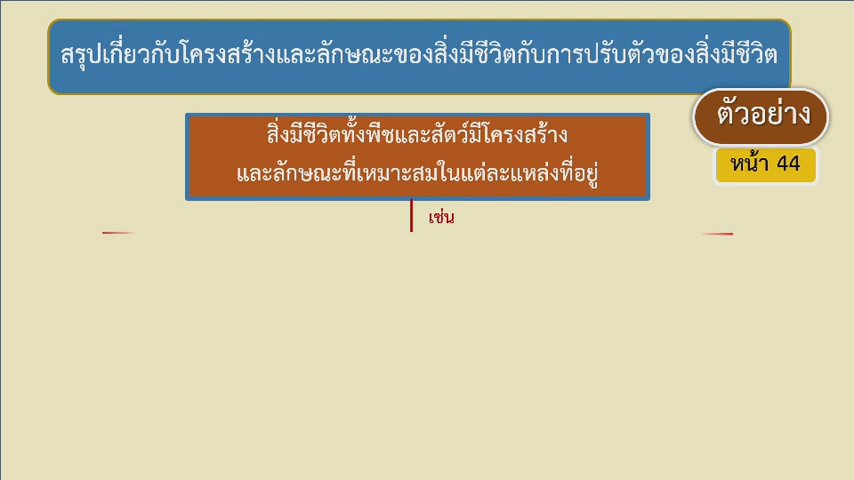 สรุปเกี่ยวกับโครงสร้างและลักษณะของสิ่งมีชีวิตกับการปรับตัวของสิ่งมีชีวิต
ตัวอย่าง
หน้า 44
สิ่งมีชีวิตทั้งพืชและสัตว์มีโครงสร้าง
และลักษณะที่เหมาะสมในแต่ละแหล่งที่อยู่
เช่น